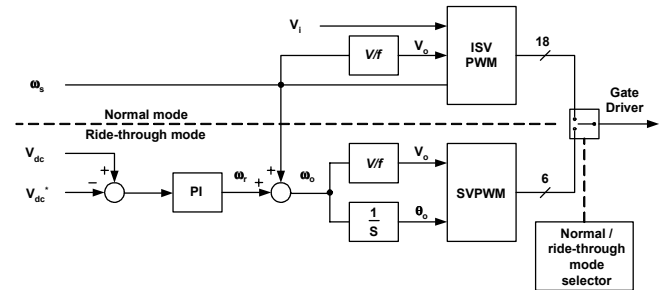 V_i
V/f
V_o
ISV
PWM
18
ω_s
Gate
Driver
Normal mode
Ride-through mode
V_dc
+
−
V_dc*
PI
ω_r
+
+
ω_o
V/f
V_o
1
S
θ_o
SVPWM
6
Normal /
ride-through
mode
selector